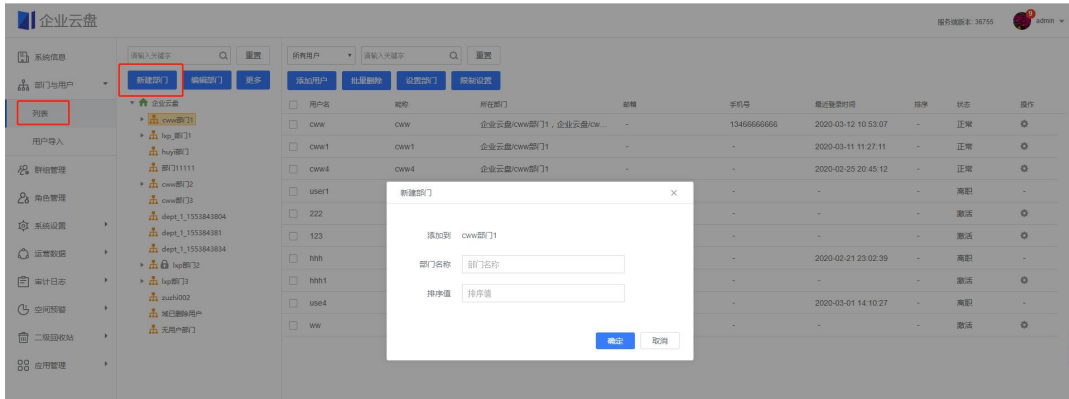 企业云盘
服务端版本: 36755
9
admin
系统信息
部门与用户
列表
用户导入
群组管理
角色管理
系统设置
运营数据
审计日志
空间预警
二级回收站
应用管理
请输入关键字 重置
新建部门 编辑部门 更多
企业云盘
cww部门1
lxp_部门1
huyi部门
部门11111
cww部门2
cww部门3
dept_1_1553843804
dept_1_155384381
dept_1_1553843834
lxp部门2
lxp部门3
zuzhi002
域已删除用户
无用户部门
所有用户 请输入关键字 重置
添加用户 批量删除 设置部门 限制设置
用户名 昵称 所在部门 邮箱 手机号 最近登录时间 排序 状态 操作
cww cww 企业云盘/cww部门1，企业云盘/cw... - 13466666666 2020-03-12 10:53:07 - 正常
cww1 cww1 企业云盘/cww部门1 - - 2020-03-11 11:27:11 - 正常
cww4 cww4 企业云盘/cww部门1 - - 2020-02-25 20:45:12 - 正常
user1 - - - 离职 -
222 - - - 激活
123 - - - 激活
hhh - 2020-02-21 23:02:39 - 离职 -
hhh1 - - - 激活
use4 - 2020-03-01 14:10:27 - 离职 -
ww - - - 激活
新建部门 ×
添加到 cww部门1
部门名称 部门名称
排序值 排序值
确定 取消